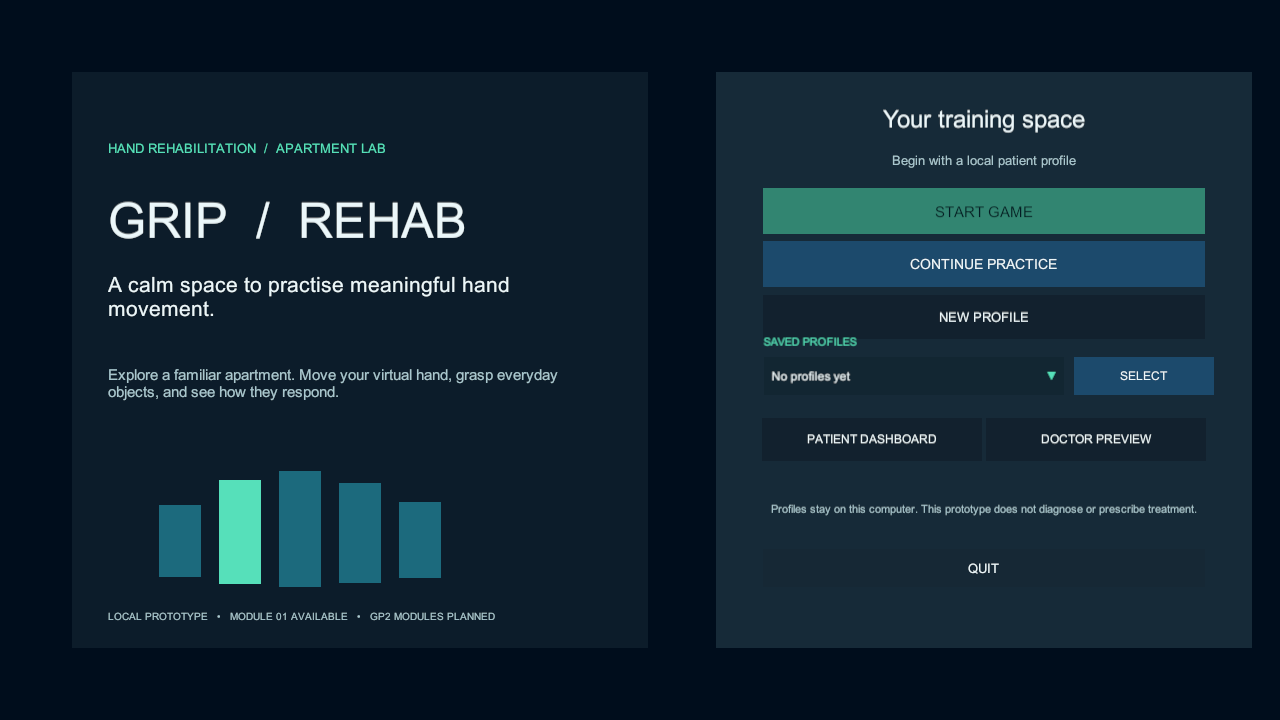 HAND REHABILITATION / APARTMENT LAB
GRIP / REHAB
A calm space to practise meaningful hand
movement.
Explore a familiar apartment. Move your virtual hand, grasp everyday
objects, and see how they respond.
LOCAL PROTOTYPE • MODULE 01 AVAILABLE • GP2 MODULES PLANNED
Your training space
Begin with a local patient profile
START GAME
CONTINUE PRACTICE
NEW PROFILE
SAVED PROFILES
No profiles yet ▼
SELECT
PATIENT DASHBOARD
DOCTOR PREVIEW
Profiles stay on this computer. This prototype does not diagnose or prescribe treatment.
QUIT